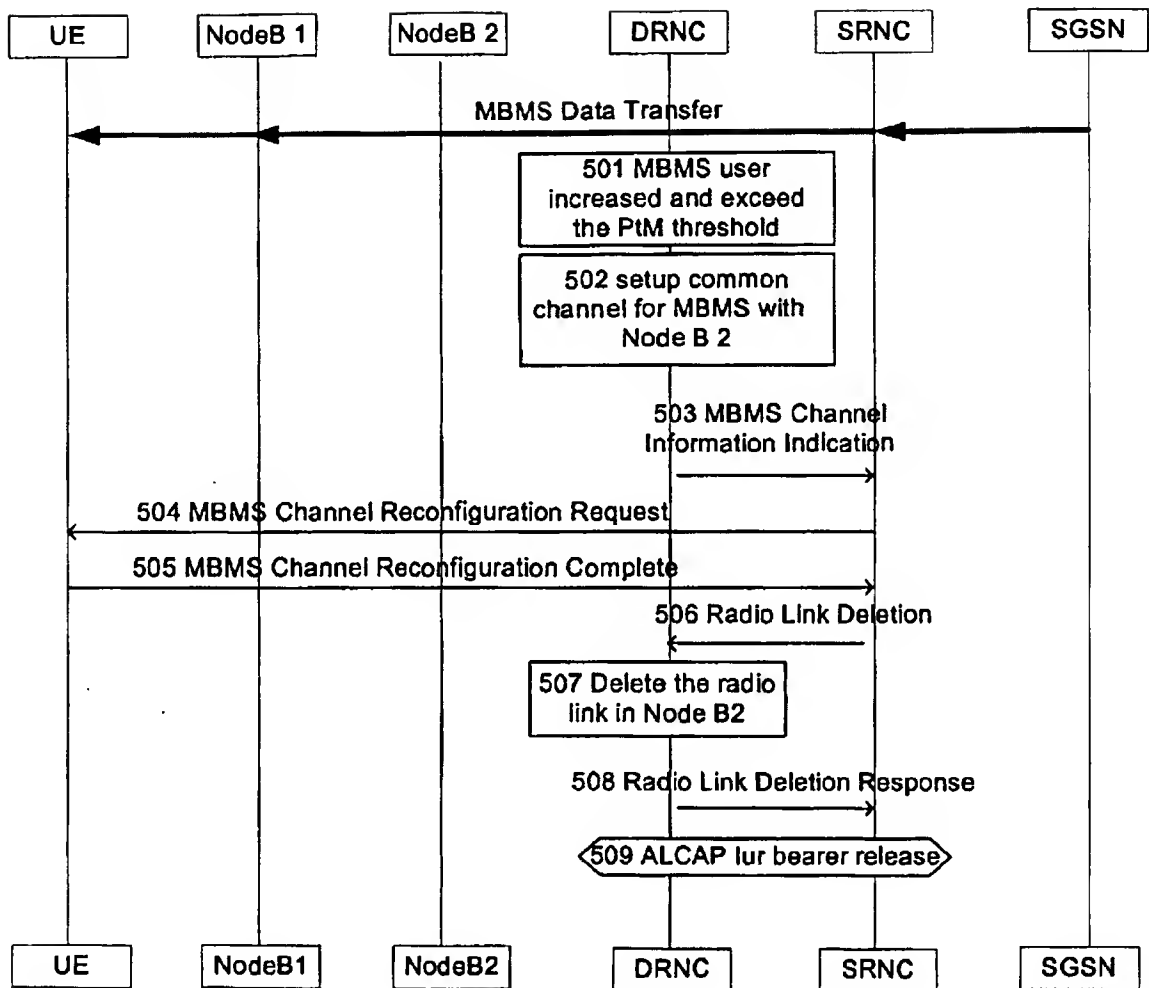 UE NodeB 1 NodeB 2 DRNC SRNC SGSN
MBMS Data Transfer
501 MBMS user
increased and exceed
the PtM threshold
502 setup common
channel for MBMS with
Node B 2
503 MBMS Channel
Information Indication
504 MBMS Channel Reconfiguration Request
505 MBMS Channel Reconfiguration Complete
506 Radio Link Deletion
507 Delete the radio
link in Node B2
508 Radio Link Deletion Response
509 ALCAP Iur bearer release
UE NodeB1 NodeB2 DRNC SRNC SGSN